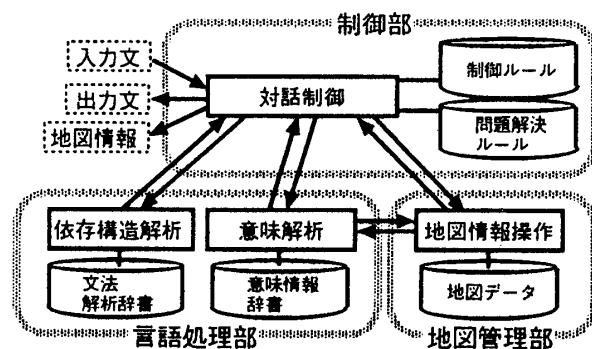 制御部
入力文
出力文
地図情報
対話制御
制御ルール
問題解決
ルール
依存構造解析
意味解析
地図情報操作
文法
解析辞書
意味情報
辞書
地図データ
言語処理部
地図管理部